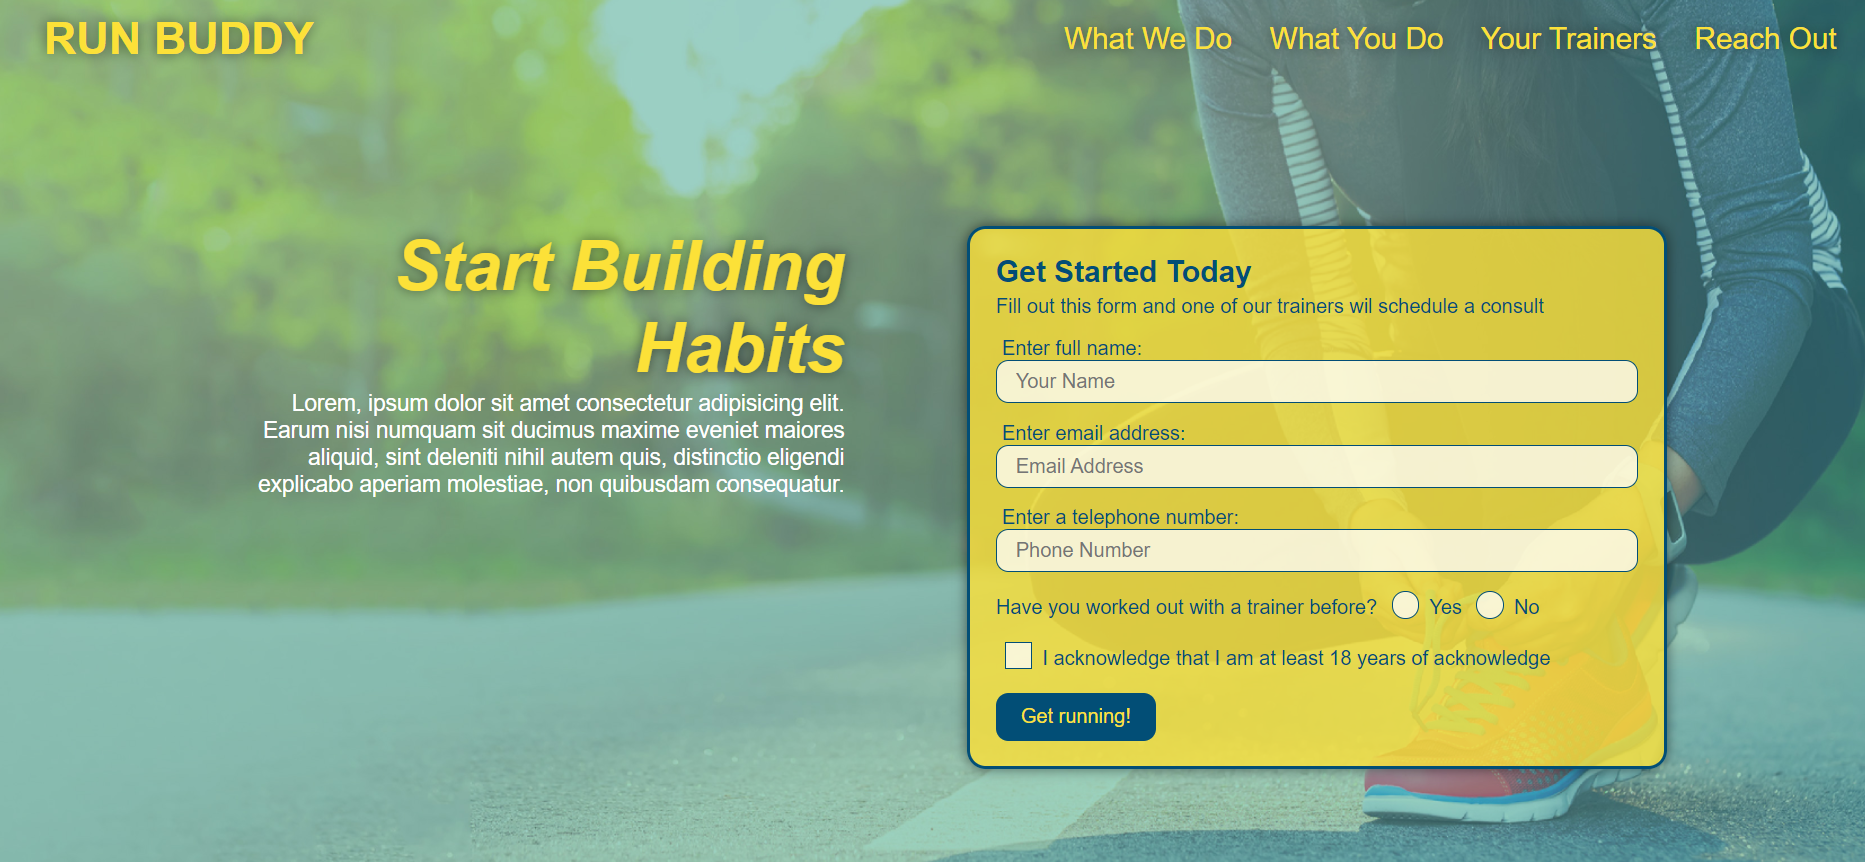 RUN BUDDY
What We Do What You Do Your Trainers Reach Out
Start Building
Habits
Lorem, ipsum dolor sit amet consectetur adipisicing elit.
Earum nisi numquam sit ducimus maxime eveniet maiores
aliquid, sint deleniti nihil autem quis, distinctio eligendi
explicabo aperiam molestiae, non quibusdam consequatur.
Get Started Today
Fill out this form and one of our trainers wil schedule a consult
Enter full name:
Your Name
Enter email address:
Email Address
Enter a telephone number:
Phone Number
Have you worked out with a trainer before? Yes No
I acknowledge that I am at least 18 years of acknowledge
Get running!